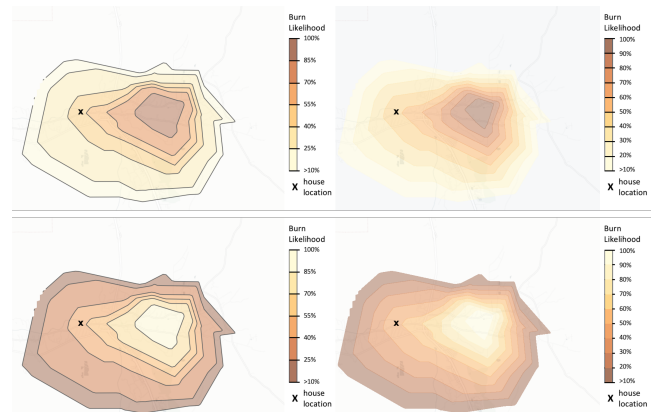 Burn
Likelihood
100%
85%
70%
55%
40%
25%
>10%
X house
location
Burn
Likelihood
100%
90%
80%
70%
60%
50%
40%
30%
20%
>10%
X house
location
X
X
Burn
Likelihood
100%
85%
70%
55%
40%
25%
>10%
X house
location
Burn
Likelihood
100%
90%
80%
70%
60%
50%
40%
30%
20%
>10%
X house
location
X
X